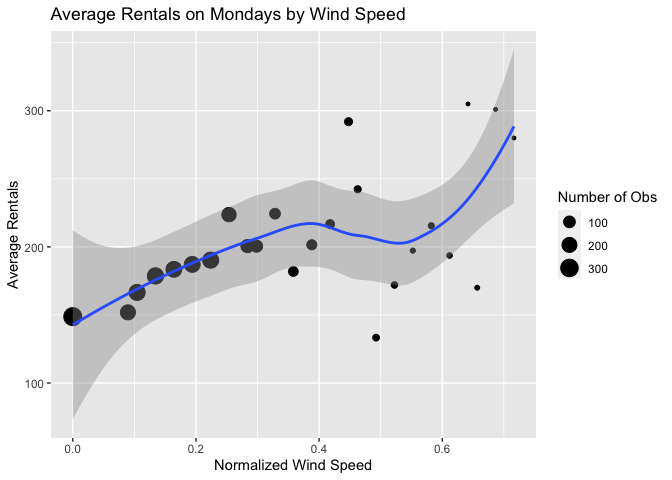 Average Rentals on Mondays by Wind Speed
Average Rentals
300
200
100
0.0 0.2 0.4 0.6
Normalized Wind Speed
Number of Obs
100
200
300